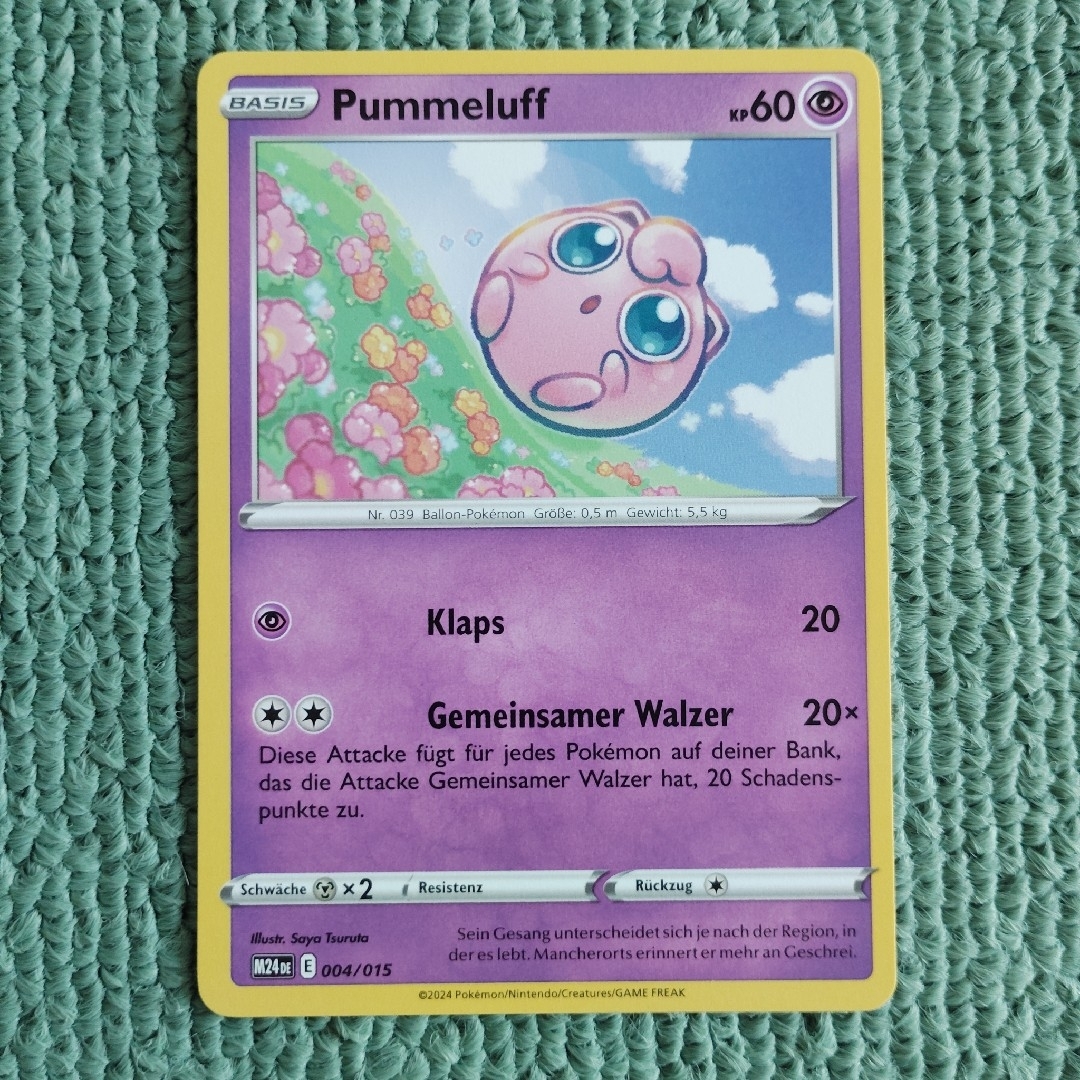 BASIS Pummeluff KP60
Nr. 039 Ballon-Pokémon Größe: 0,5 m Gewicht: 5,5 kg
Klaps 20
Gemeinsamer Walzer 20×
Diese Attacke fügt für jedes Pokémon auf deiner Bank,
das die Attacke Gemeinsamer Walzer hat, 20 Schadens-
punkte zu.
Schwäche ×2 Resistenz Rückzug
Illustr. Saya Tsuruta
Sein Gesang unterscheidet sich je nach der Region, in
der es lebt. Mancherorts erinnert er mehr an Geschrei.
M24 DE E 004/015
©2024 Pokémon/Nintendo/Creatures/GAME FREAK